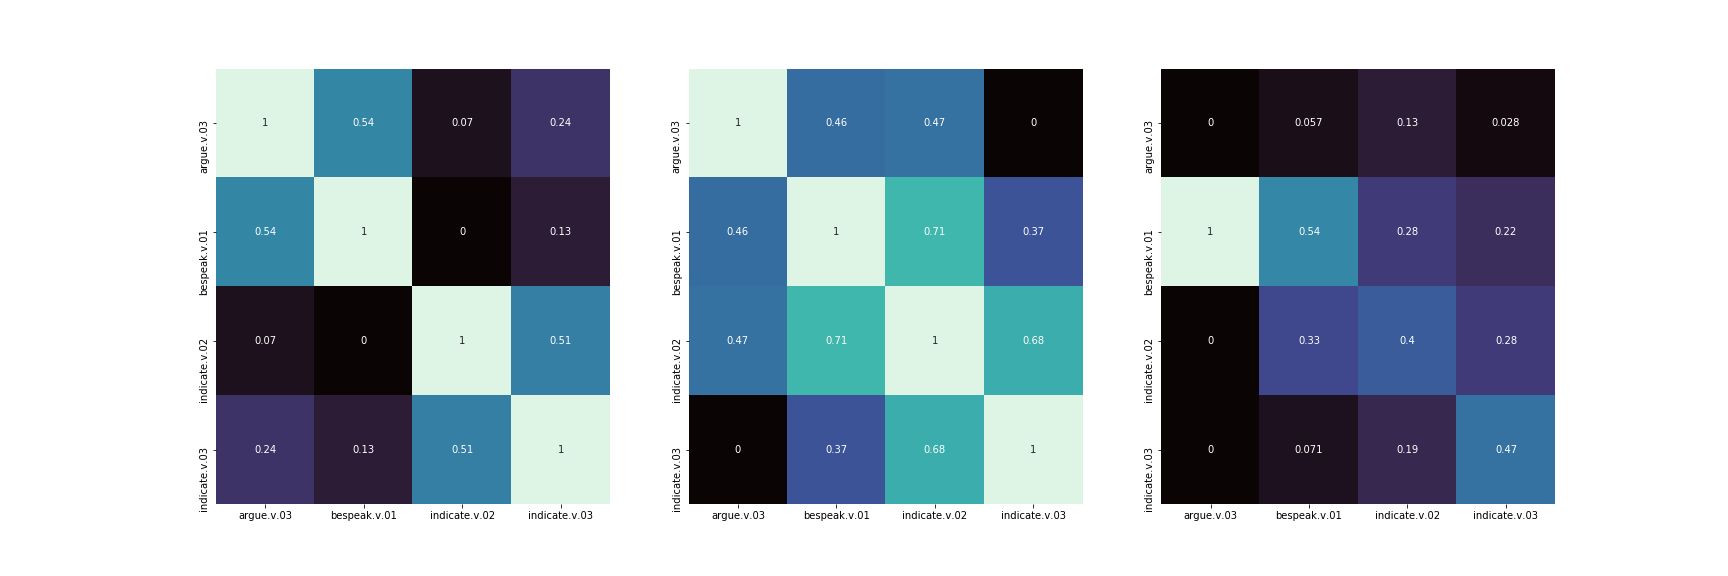 argue.v.03 1 0.54 0.07 0.24
bespeak.v.01 0.54 1 0 0.13
indicate.v.02 0.07 0 1 0.51
indicate.v.03 0.24 0.13 0.51 1
argue.v.03 bespeak.v.01 indicate.v.02 indicate.v.03
argue.v.03 1 0.46 0.47 0
bespeak.v.01 0.46 1 0.71 0.37
indicate.v.02 0.47 0.71 1 0.68
indicate.v.03 0 0.37 0.68 1
argue.v.03 bespeak.v.01 indicate.v.02 indicate.v.03
argue.v.03 0 0.057 0.13 0.028
bespeak.v.01 1 0.54 0.28 0.22
indicate.v.02 0 0.33 0.4 0.28
indicate.v.03 0 0.071 0.19 0.47
argue.v.03 bespeak.v.01 indicate.v.02 indicate.v.03